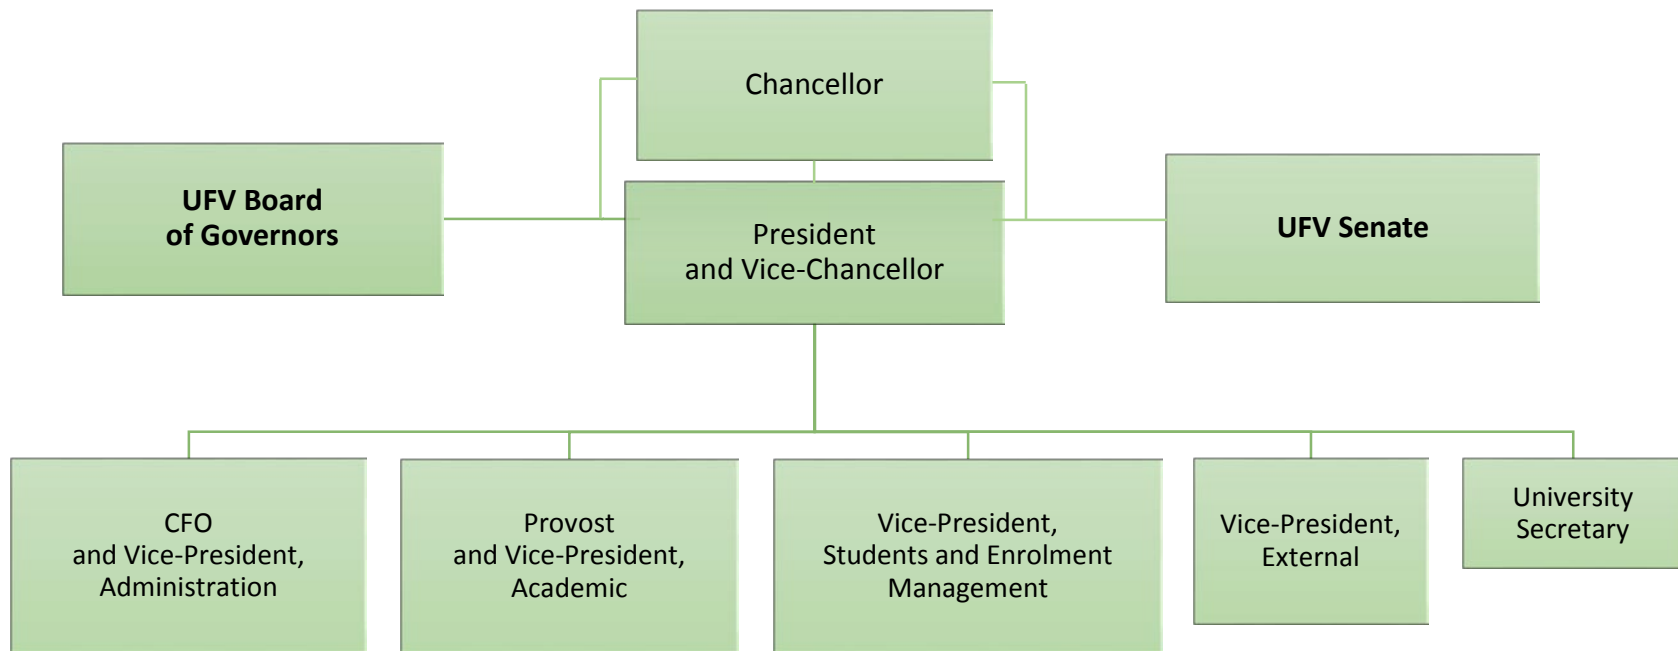 Chancellor
UFV Board
of Governors
President
and Vice-Chancellor
UFV Senate
CFO
and Vice-President,
Administration
Provost
and Vice-President,
Academic
Vice-President,
Students and Enrolment
Management
Vice-President,
External
University
Secretary